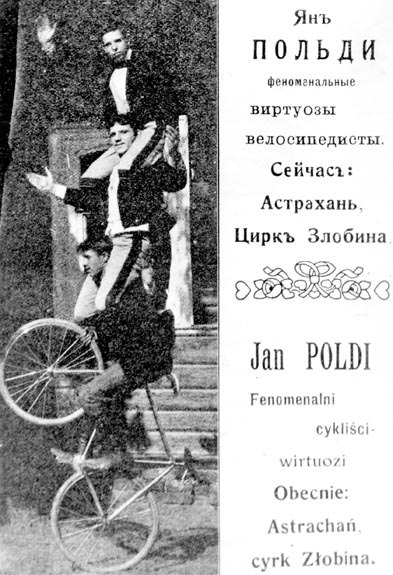 Янъ
ПОЛЬДИ
феноменальные
виртуозы
велосипедисты.
Сейчасъ:
Астрахань,
Циркъ Злобина
Jan POLDI
Fenomenalni
cykliści-
wirtuozi
Obecnie:
Astrachań,
cyrk Złobina.